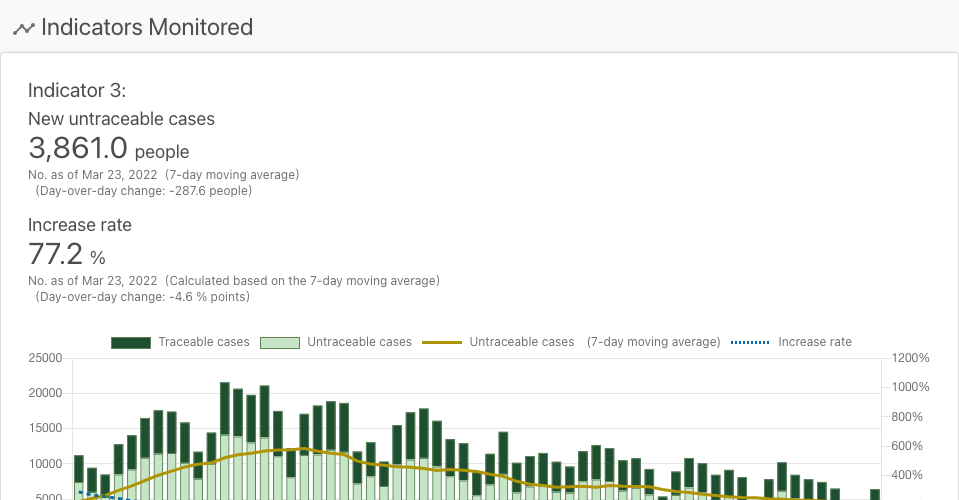 Indicators Monitored
Indicator 3:
New untraceable cases
3,861.0 people
No. as of Mar 23, 2022 (7-day moving average)
(Day-over-day change: -287.6 people)
Increase rate
77.2 %
No. as of Mar 23, 2022 (Calculated based on the 7-day moving average)
(Day-over-day change: -4.6 % points)
Traceable cases Untraceable cases Untraceable cases (7-day moving average) Increase rate
25000 1200%
20000 1000%
15000 800%
10000 600%
5000 400%